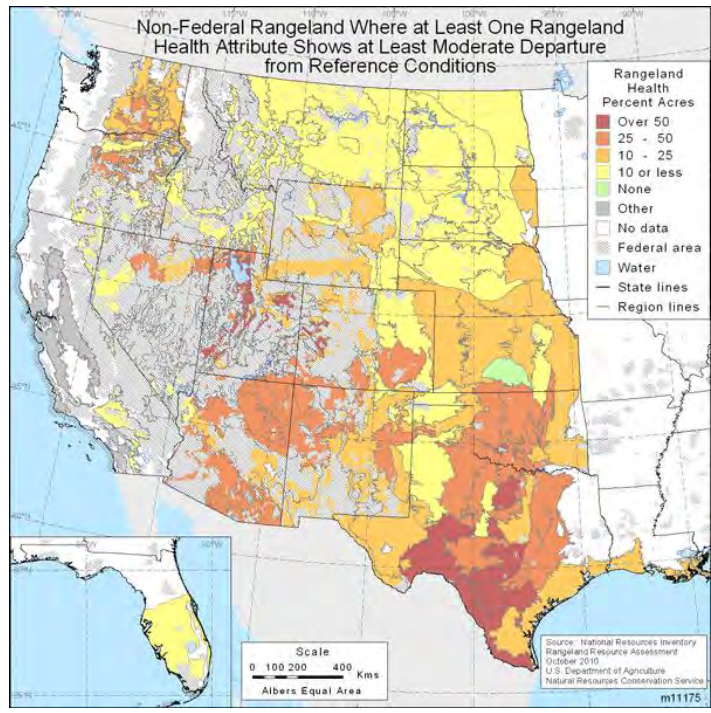 Non-Federal Rangeland Where at Least One Rangeland
Health Attribute Shows at Least Moderate Departure
from Reference Conditions
Rangeland
Health
Percent Acres
Over 50
25 - 50
10 - 25
10 or less
None
Other
No data
Federal area
Water
State lines
Region lines
Scale
0 100 200 400 Kms
Albers Equal Area
Source: National Resources Inventory
Rangeland Resource Assessment
October 2010
U.S. Department of Agriculture
Natural Resources Conservation Service
m11175